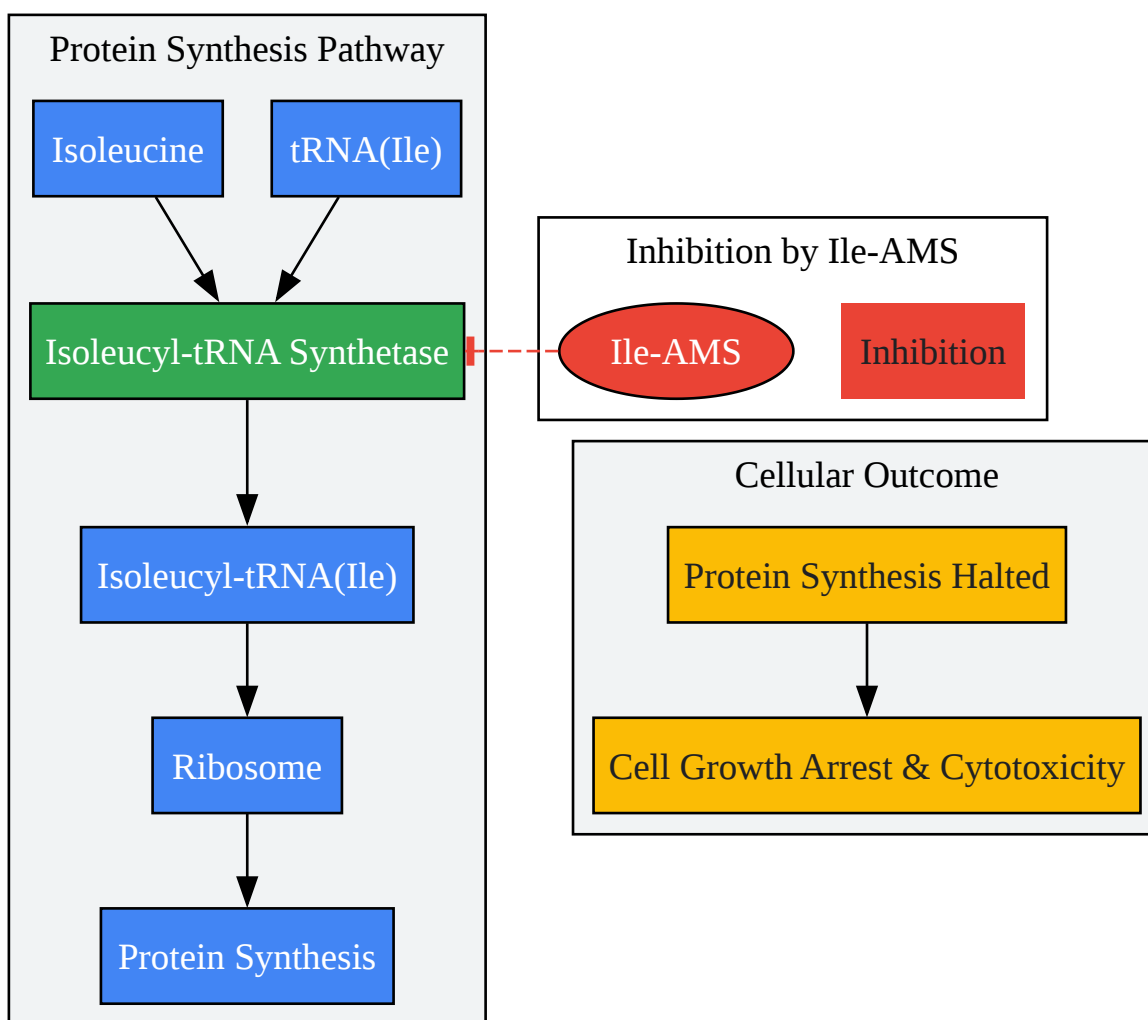 Protein Synthesis Pathway
Isoleucine
tRNA(Ile)
Isoleucyl-tRNA Synthetase
Isoleucyl-tRNA(Ile)
Ribosome
Protein Synthesis
Inhibition by Ile-AMS
Ile-AMS
Inhibition
Cellular Outcome
Protein Synthesis Halted
Cell Growth Arrest & Cytotoxicity